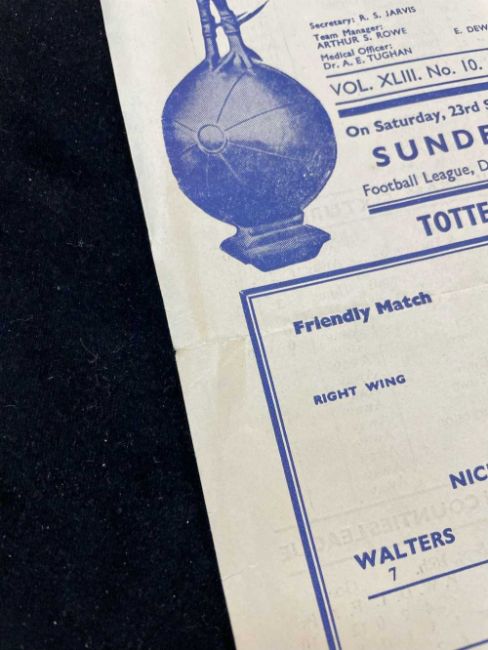 Secretary: R. S. JARVIS
Team Manager:
ARTHUR S. ROWE
E. DEW
Medical Officer:
Dr. A. E. TUGHAN
VOL. XLIII. No. 10.
On Saturday, 23rd S
SUNDE
Football League, D
TOTTE
Friendly Match
RIGHT WING
NIC
WALTERS
7